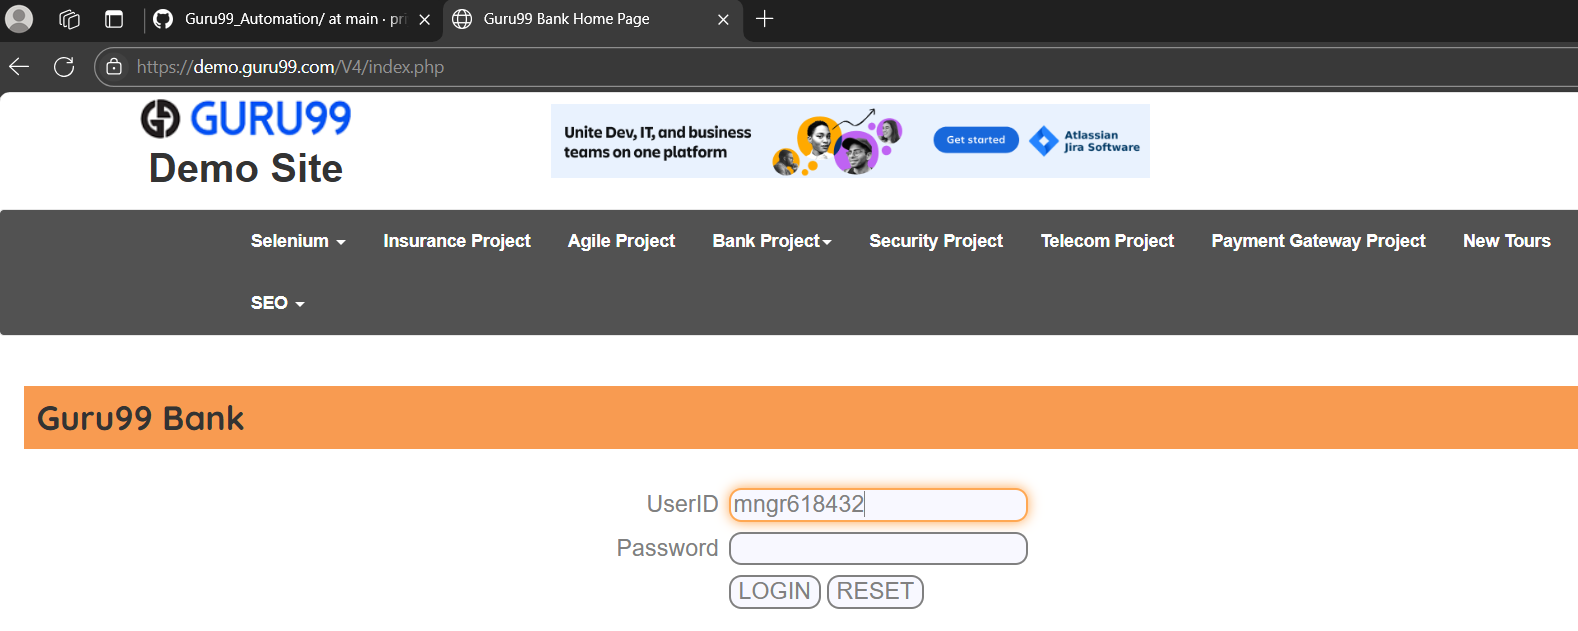 Guru99_Automation/ at main · pri
Guru99 Bank Home Page
https://demo.guru99.com/V4/index.php
GURU99
Demo Site
Unite Dev, IT, and business
teams on one platform
Get started
Atlassian
Jira Software
Selenium
Insurance Project
Agile Project
Bank Project
Security Project
Telecom Project
Payment Gateway Project
New Tours
SEO
Guru99 Bank
UserID mngr618432
Password
LOGIN RESET